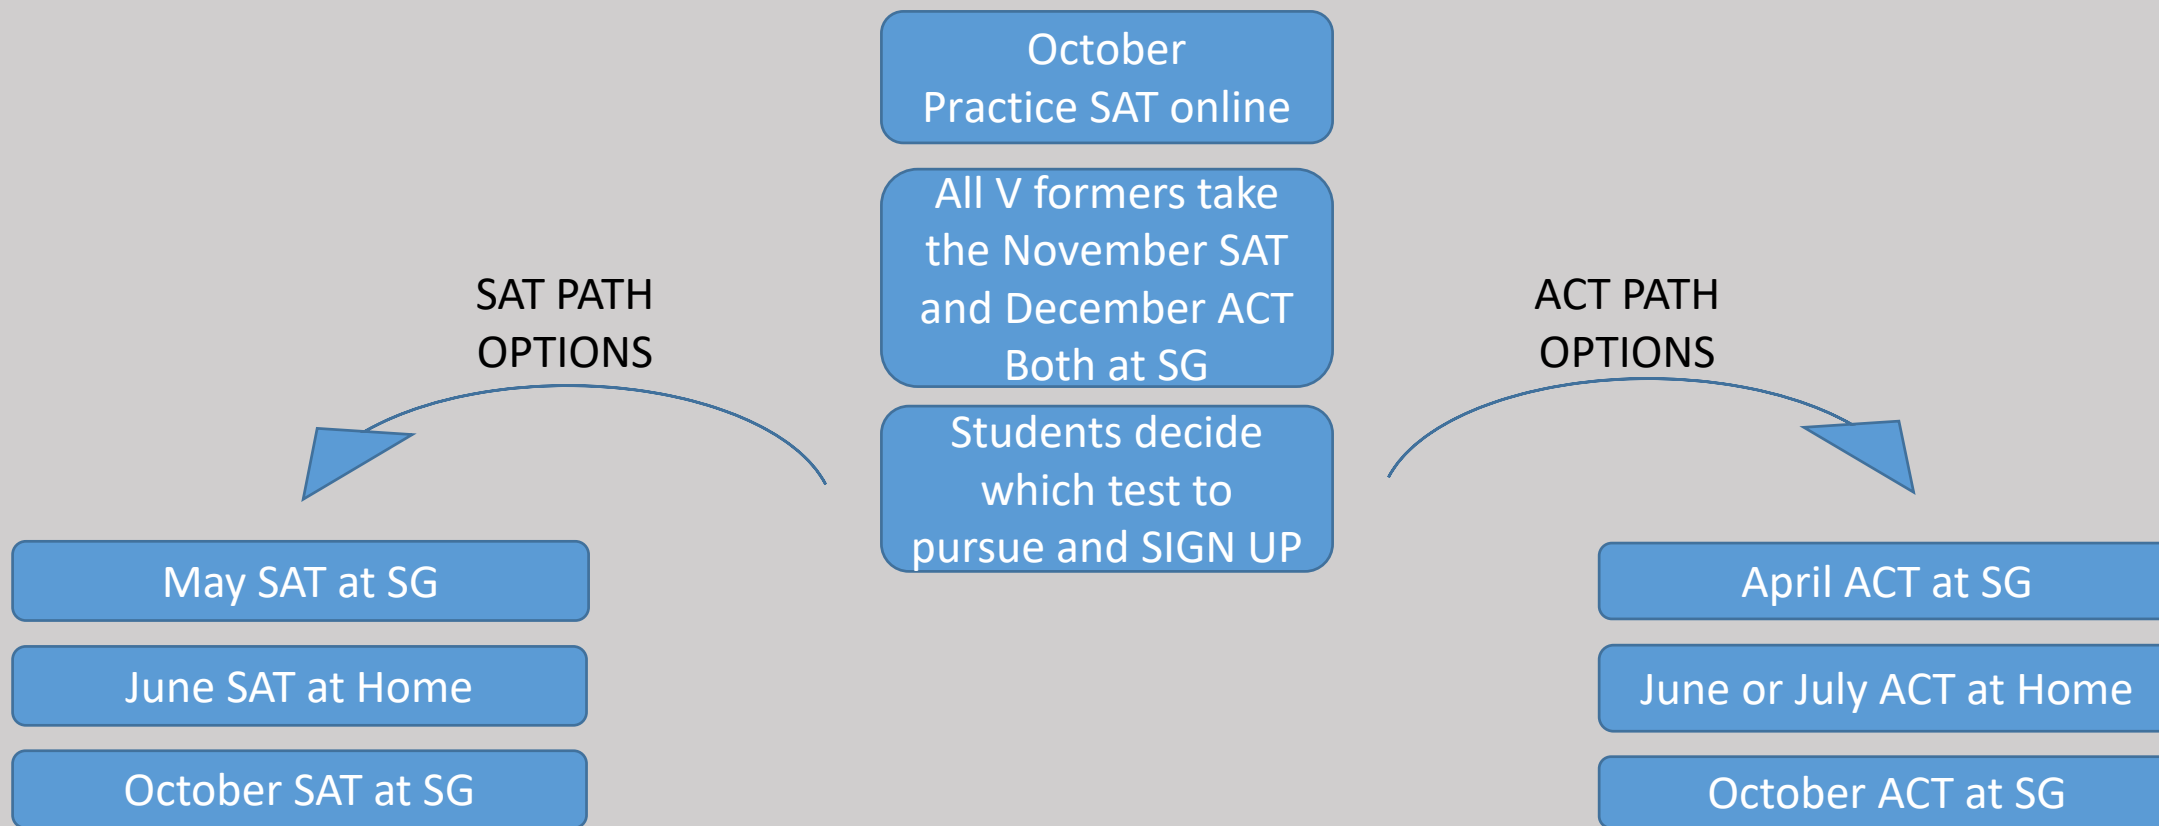 October
Practice SAT online
All V formers take
the November SAT
and December ACT
Both at SG
Students decide
which test to
pursue and SIGN UP
SAT PATH
OPTIONS
May SAT at SG
June SAT at Home
October SAT at SG
ACT PATH
OPTIONS
April ACT at SG
June or July ACT at Home
October ACT at SG